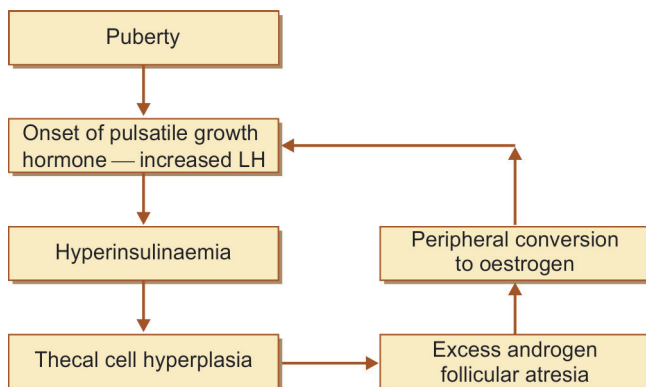 Puberty
Onset of pulsatile growth
hormone — increased LH
Hyperinsulinaemia
Thecal cell hyperplasia
Peripheral conversion
to oestrogen
Excess androgen
follicular atresia